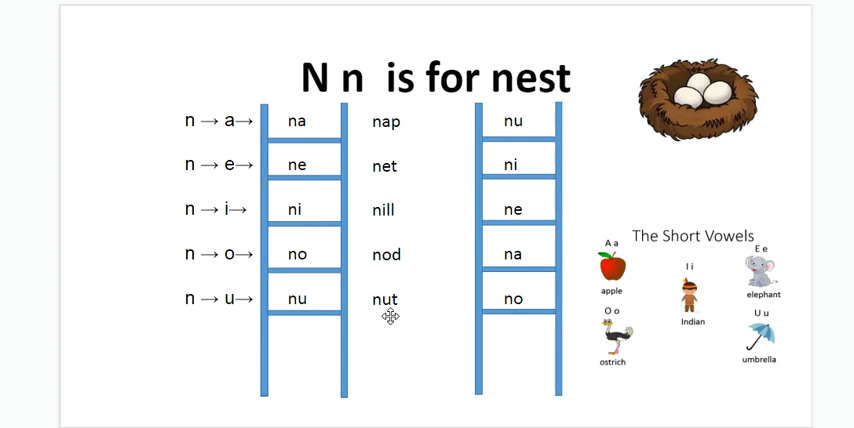 N n is for nest
n → a→ na nap nu
n → e→ ne net ni
n → i→ ni nill ne
n → o→ no nod na
n → u→ nu nut no
The Short Vowels
A a
apple
E e
elephant
I i
Indian
O o
ostrich
U u
umbrella